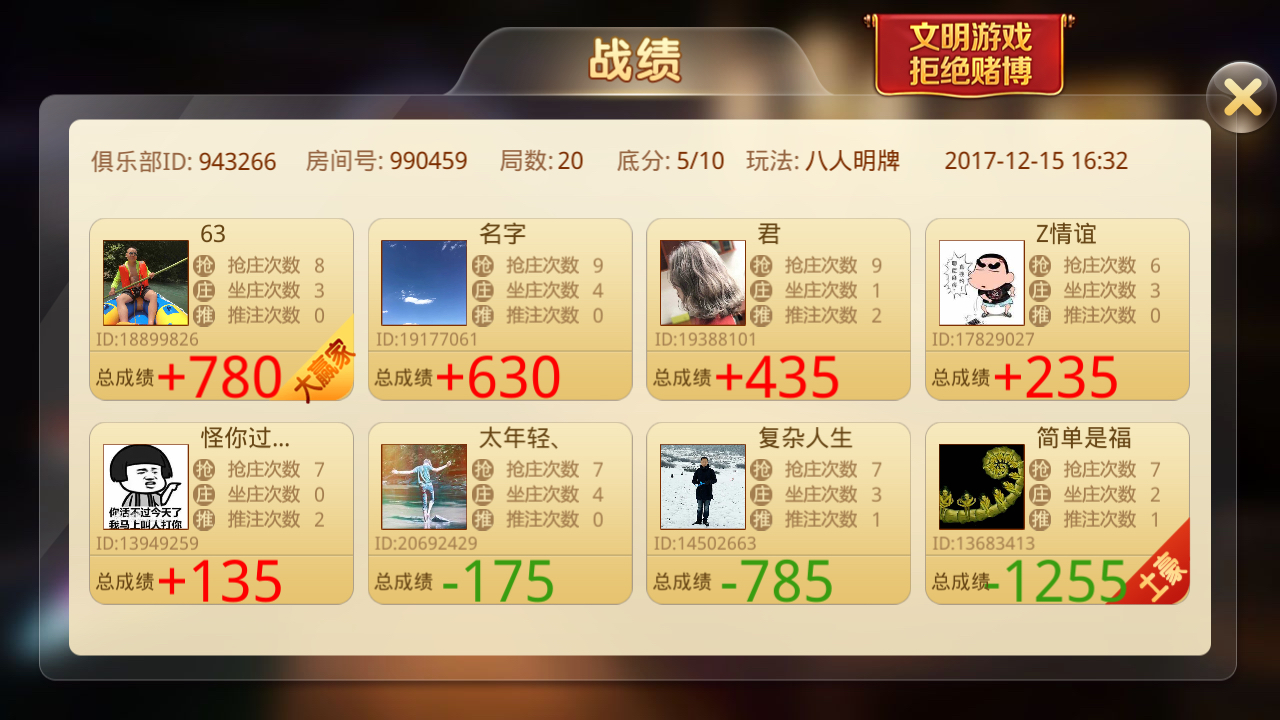 战绩
文明游戏
拒绝赌博
俱乐部ID: 943266 房间号: 990459 局数: 20 底分: 5/10 玩法: 八人明牌 2017-12-15 16:32
63
抢 抢庄次数 8
庄 坐庄次数 3
推 推注次数 0
ID:18899826
总成绩 +780
大赢家
名字
抢 抢庄次数 9
庄 坐庄次数 4
推 推注次数 0
ID:19177061
总成绩 +630
君
抢 抢庄次数 9
庄 坐庄次数 1
推 推注次数 2
ID:19388101
总成绩 +435
Z情谊
抢 抢庄次数 6
庄 坐庄次数 3
推 推注次数 0
ID:17829027
总成绩 +235
怪你过...
抢 抢庄次数 7
庄 坐庄次数 0
推 推注次数 2
你活不过今天了
我马上叫人打你
ID:13949259
总成绩 +135
太年轻、
抢 抢庄次数 7
庄 坐庄次数 4
推 推注次数 0
ID:20692429
总成绩 -175
复杂人生
抢 抢庄次数 7
庄 坐庄次数 3
推 推注次数 1
ID:14502663
总成绩 -785
简单是福
抢 抢庄次数 7
庄 坐庄次数 2
推 推注次数 1
ID:13683413
总成绩 -1255
土豪